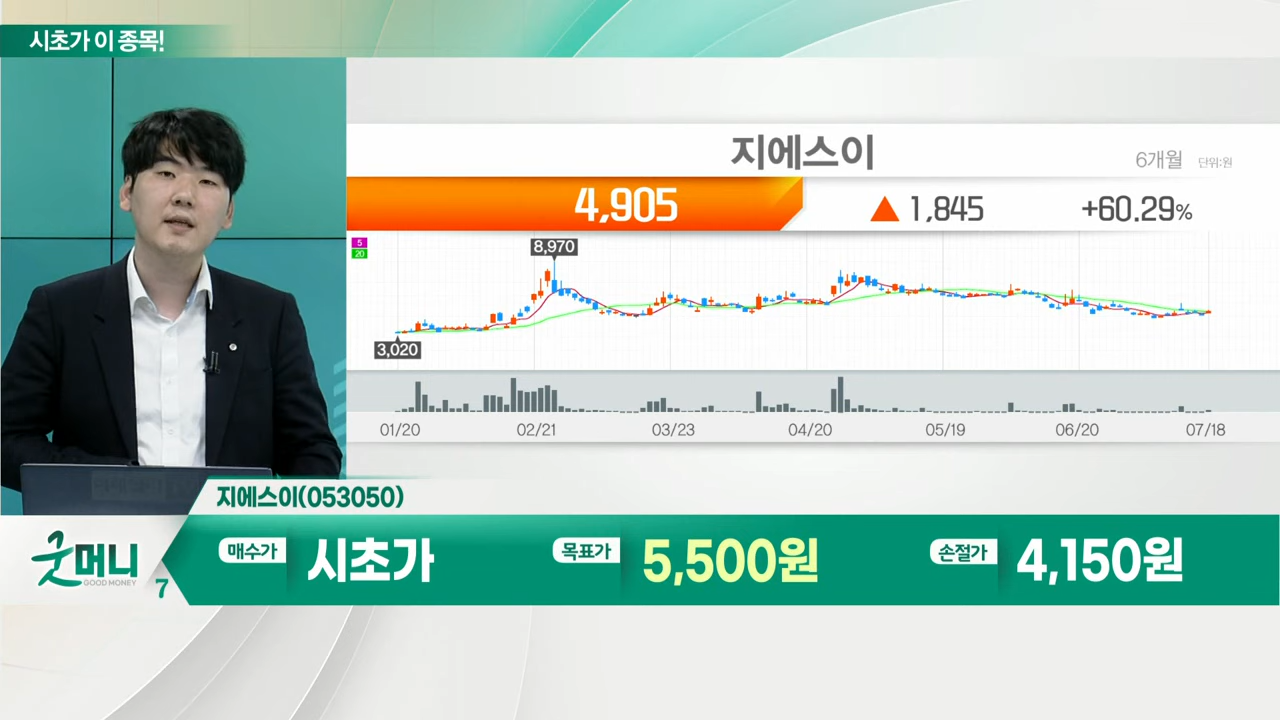 시초가 이 종목!
지에스이
6개월 단위:원
4,905 ▲ 1,845 +60.29%
5
20
8,970
3,020
01/20 02/21 03/23 04/20 05/19 06/20 07/18
지에스이(053050)
굿머니
GOOD MONEY
7
매수가 시초가 목표가 5,500원 손절가 4,150원